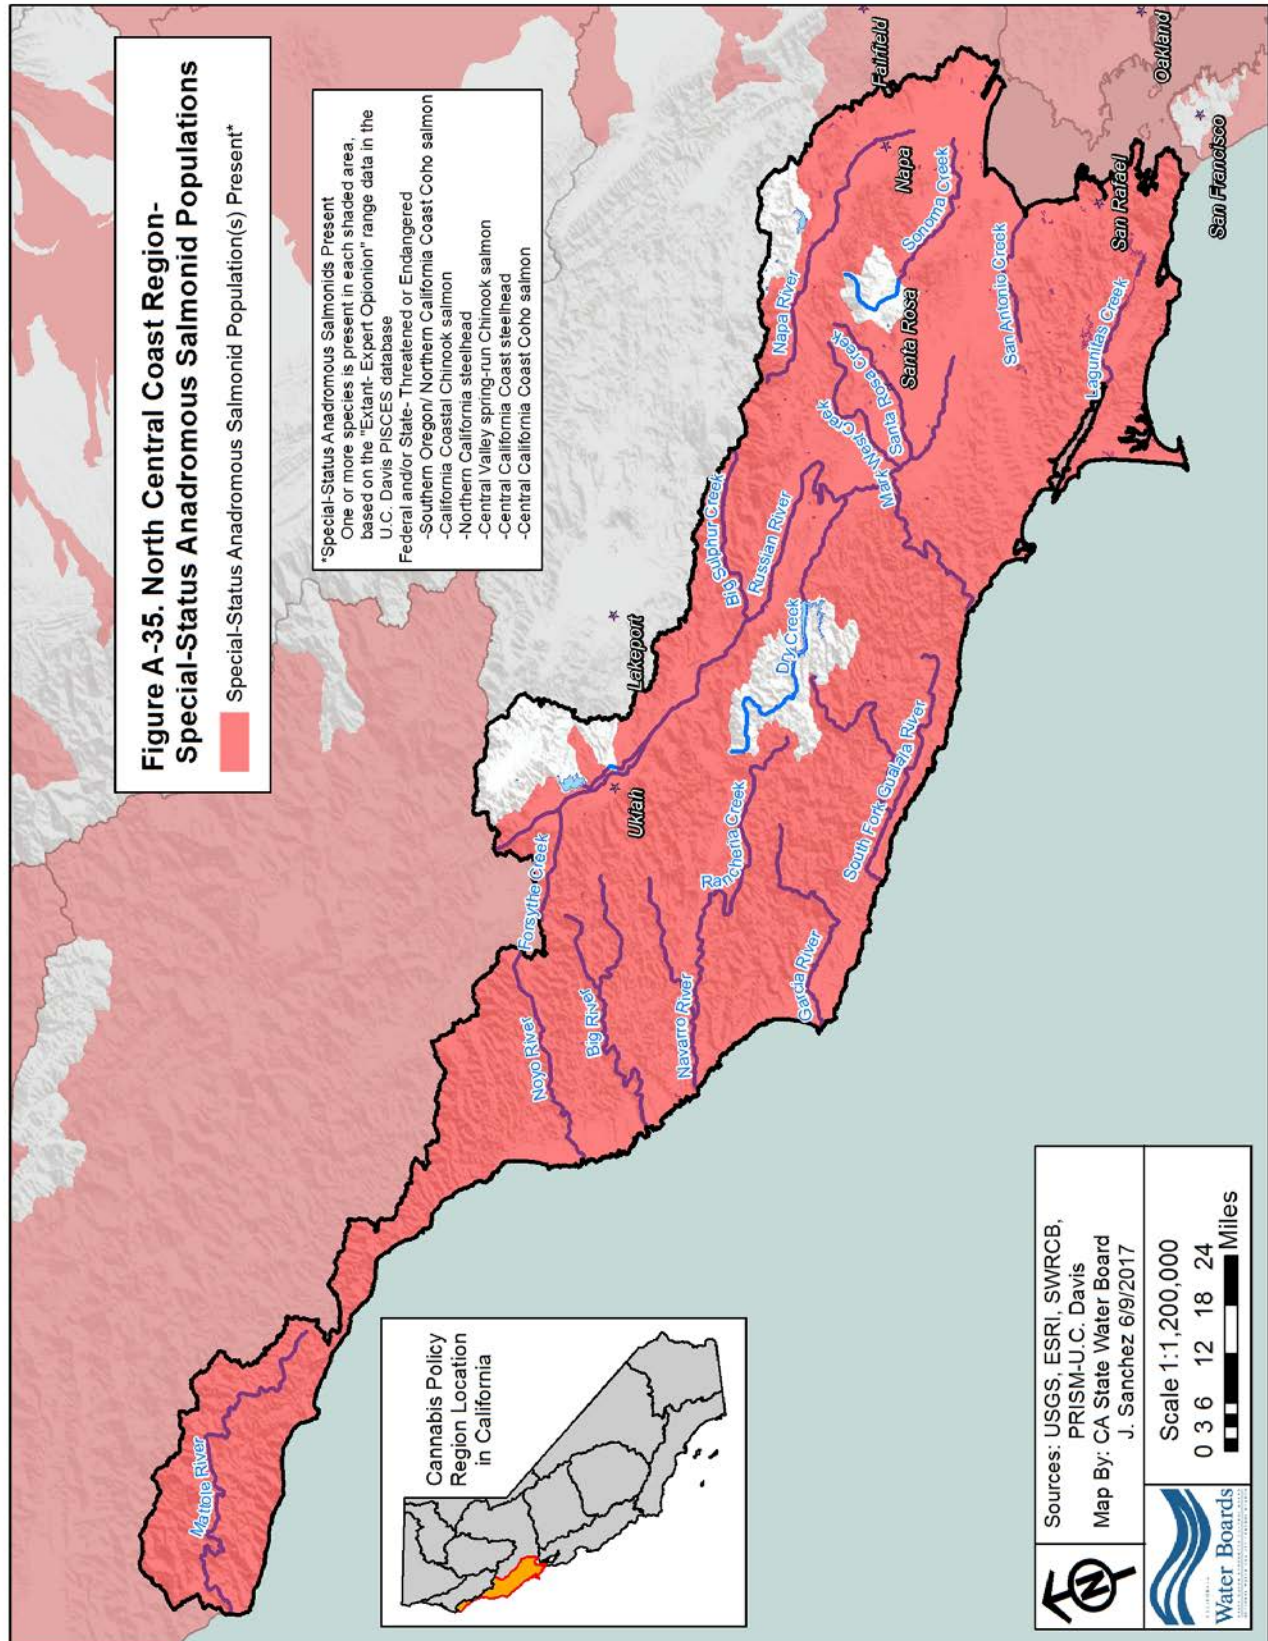 Figure A-35. North Central Coast Region-
Special-Status Anadromous Salmonid Populations
Special-Status Anadromous Salmonid Population(s) Present*
*Special-Status Anadromous Salmonids Present
One or more species is present in each shaded area,
based on the "Extant- Expert Opionion" range data in the
U.C. Davis PISCES database
Federal and/or State- Threatened or Endangered
-Southern Oregon/ Northern California Coast Coho salmon
-California Coastal Chinook salmon
-Northern California steelhead
-Central Valley spring-run Chinook salmon
-Central California Coast steelhead
-Central California Coast Coho salmon
Mattole River
Noyo River
Forsythe Creek
Big River
Ukiah
Lakeport
Navarro River
Rancheria Creek
Garcia River
South Fork Gualala River
Dry Creek
Big Sulphur Creek
Russian River
Mark West Creek
Santa Rosa Creek
Santa Rosa
Napa River
Napa
Sonoma Creek
Fairfield
San Antonio Creek
Lagunitas Creek
San Rafael
San Francisco
Oakland
Cannabis Policy
Region Location
in California
N
Sources: USGS, ESRI, SWRCB,
PRISM-U.C. Davis
Map By: CA State Water Board
J. Sanchez 6/9/2017
Scale 1:1,200,000
0 3 6 12 18 24
Miles
CALIFORNIA
Water Boards